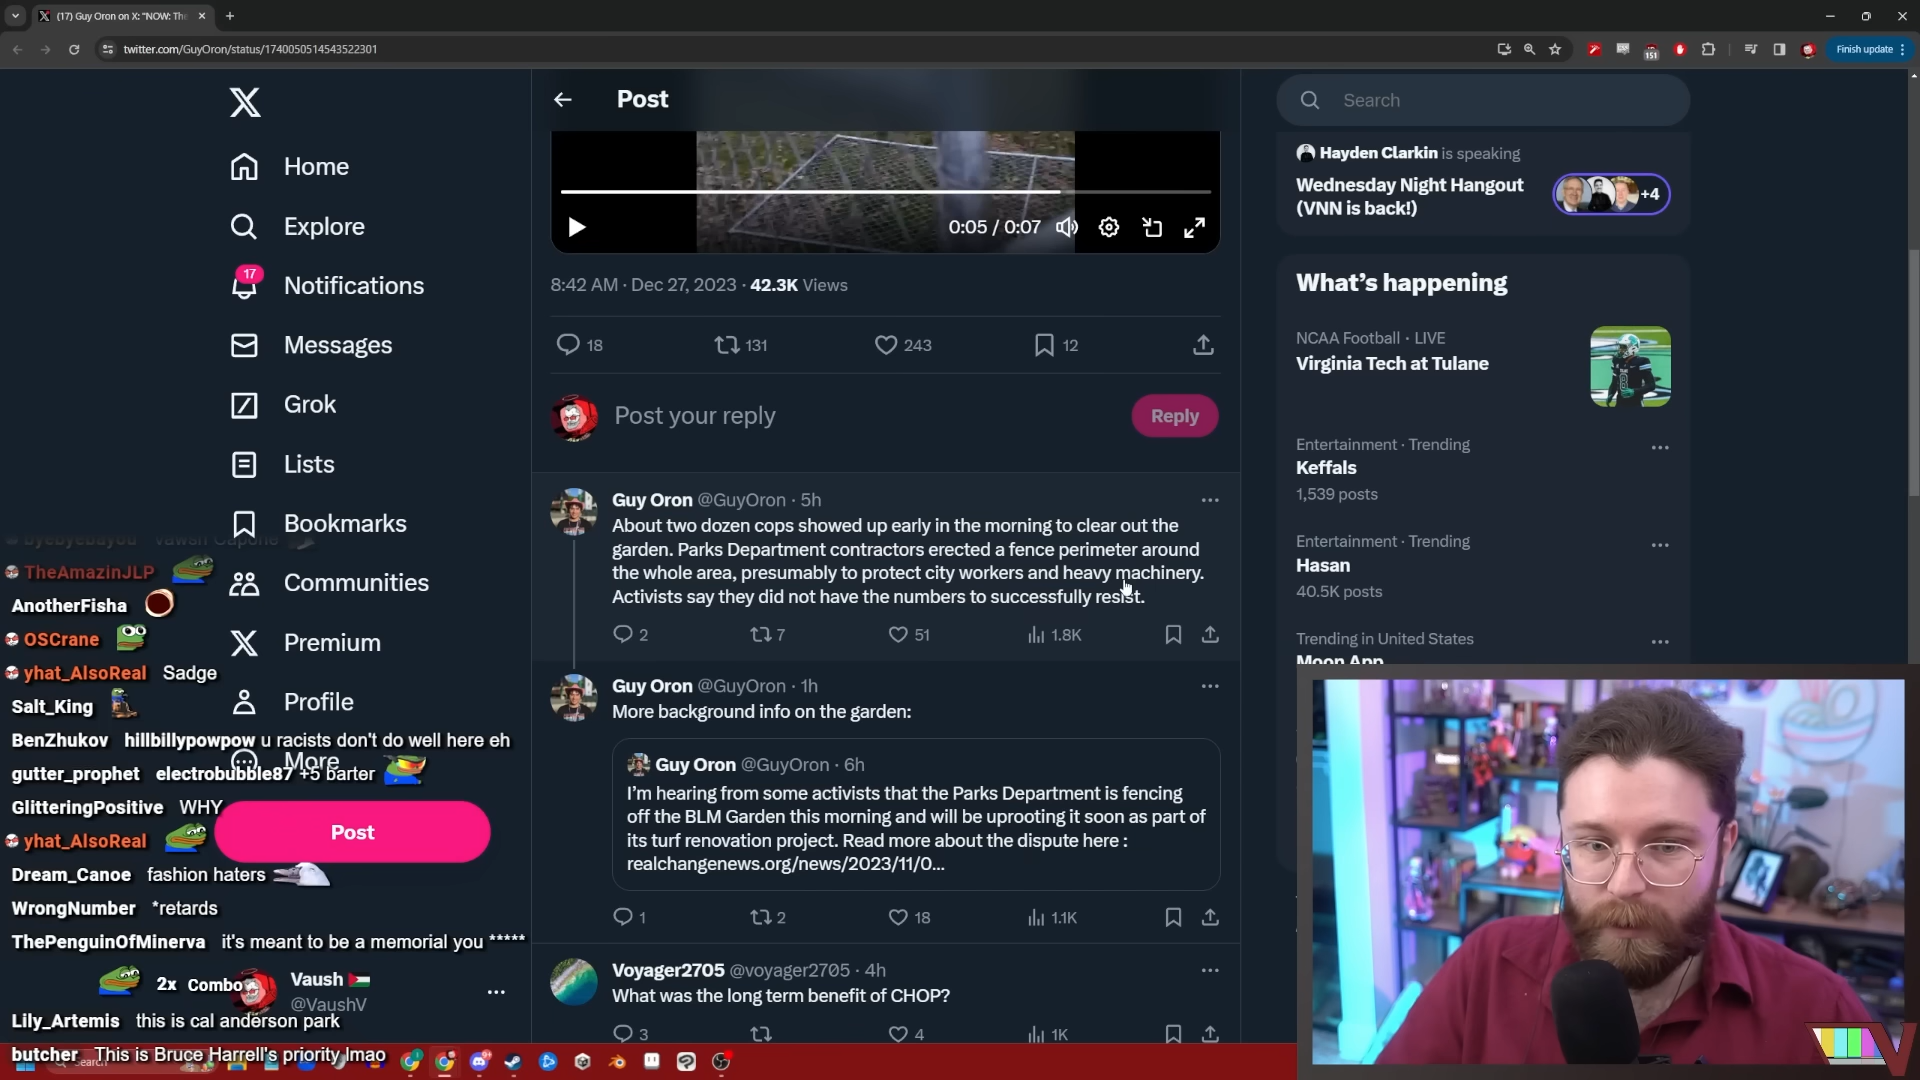 (17) Guy Oron on X: "NOW: The
twitter.com/GuyOron/status/1740050514543522301
151
Finish update
Post
Search
Home
Explore
17
Notifications
Messages
Grok
Lists
Bookmarks
Communities
Premium
Profile
More
Post
Vaush
@VaushV
0:05 / 0:07
8:42 AM · Dec 27, 2023 · 42.3K Views
18
131
243
12
Post your reply
Reply
Guy Oron @GuyOron · 5h
About two dozen cops showed up early in the morning to clear out the
garden. Parks Department contractors erected a fence perimeter around
the whole area, presumably to protect city workers and heavy machinery.
Activists say they did not have the numbers to successfully resist.
2
7
51
1.8K
Guy Oron @GuyOron · 1h
More background info on the garden:
Guy Oron @GuyOron · 6h
I'm hearing from some activists that the Parks Department is fencing
off the BLM Garden this morning and will be uprooting it soon as part of
its turf renovation project. Read more about the dispute here :
realchangenews.org/news/2023/11/0...
1
2
18
1.1K
Voyager2705 @voyager2705 · 4h
What was the long term benefit of CHOP?
3
4
1K
Hayden Clarkin is speaking
Wednesday Night Hangout
(VNN is back!)
+4
What's happening
NCAA Football · LIVE
Virginia Tech at Tulane
Entertainment · Trending
Keffals
1,539 posts
Entertainment · Trending
Hasan
40.5K posts
Trending in United States
Moon App
byebyebayou
TheAmazinJLP
AnotherFisha
OSCrane
yhat_AlsoReal Sadge
Salt_King
BenZhukov hillbillypowpow u racists don't do well here eh
gutter_prophet electrobubble87 +5 barter
GlitteringPositive WHY
yhat_AlsoReal
Dream_Canoe fashion haters
WrongNumber *retards
ThePenguinOfMinerva it's meant to be a memorial you *****
2x Combo
Lily_Artemis this is cal anderson park
butcher This is Bruce Harrell's priority lmao
Search
V